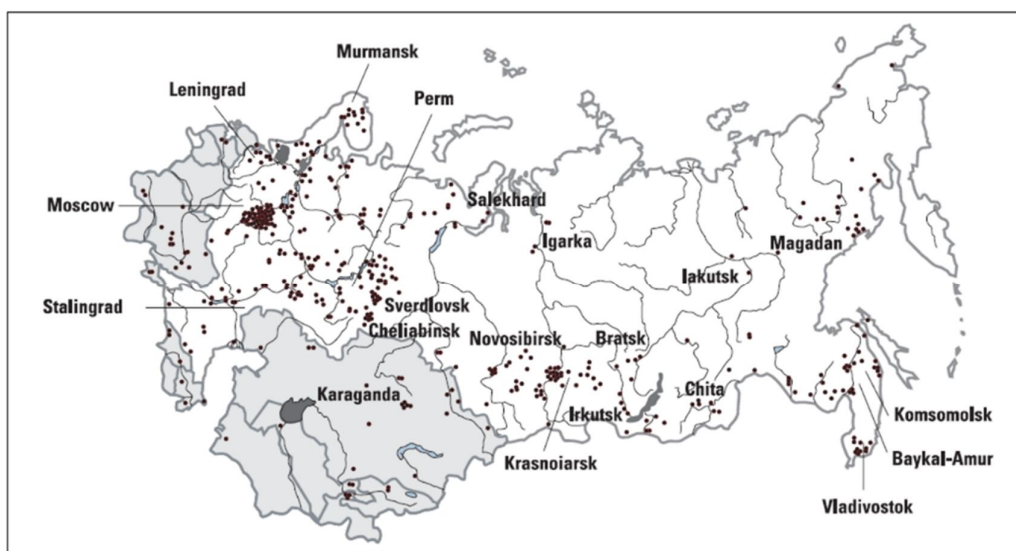 Murmansk
Leningrad
Perm
Moscow
Salekhard
Igarka
Magadan
Iakutsk
Stalingrad
Sverdlovsk
Cheliabinsk
Novosibirsk
Bratsk
Karaganda
Chita
Irkutsk
Komsomolsk
Krasnoiarsk
Baykal-Amur
Vladivostok